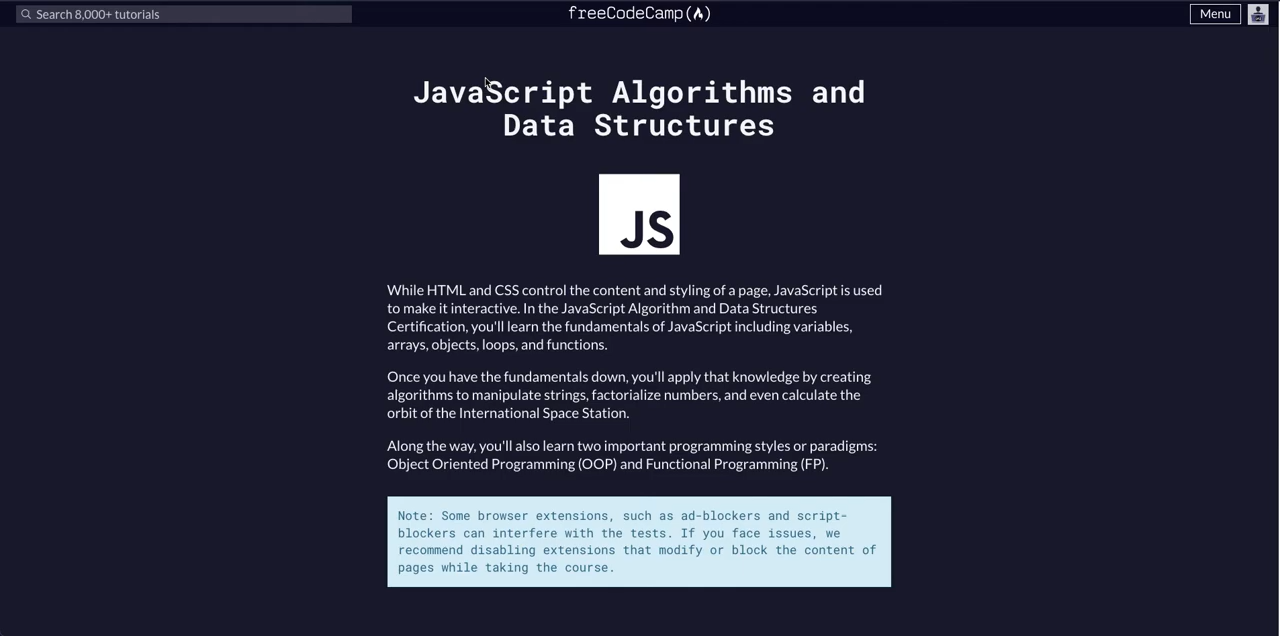 Search 8,000+ tutorials
freeCodeCamp
Menu
JavaScript Algorithms and
Data Structures
JS
While HTML and CSS control the content and styling of a page, JavaScript is used
to make it interactive. In the JavaScript Algorithm and Data Structures
Certification, you'll learn the fundamentals of JavaScript including variables,
arrays, objects, loops, and functions.
Once you have the fundamentals down, you'll apply that knowledge by creating
algorithms to manipulate strings, factorialize numbers, and even calculate the
orbit of the International Space Station.
Along the way, you'll also learn two important programming styles or paradigms:
Object Oriented Programming (OOP) and Functional Programming (FP).
Note: Some browser extensions, such as ad-blockers and script-
blockers can interfere with the tests. If you face issues, we
recommend disabling extensions that modify or block the content of
pages while taking the course.